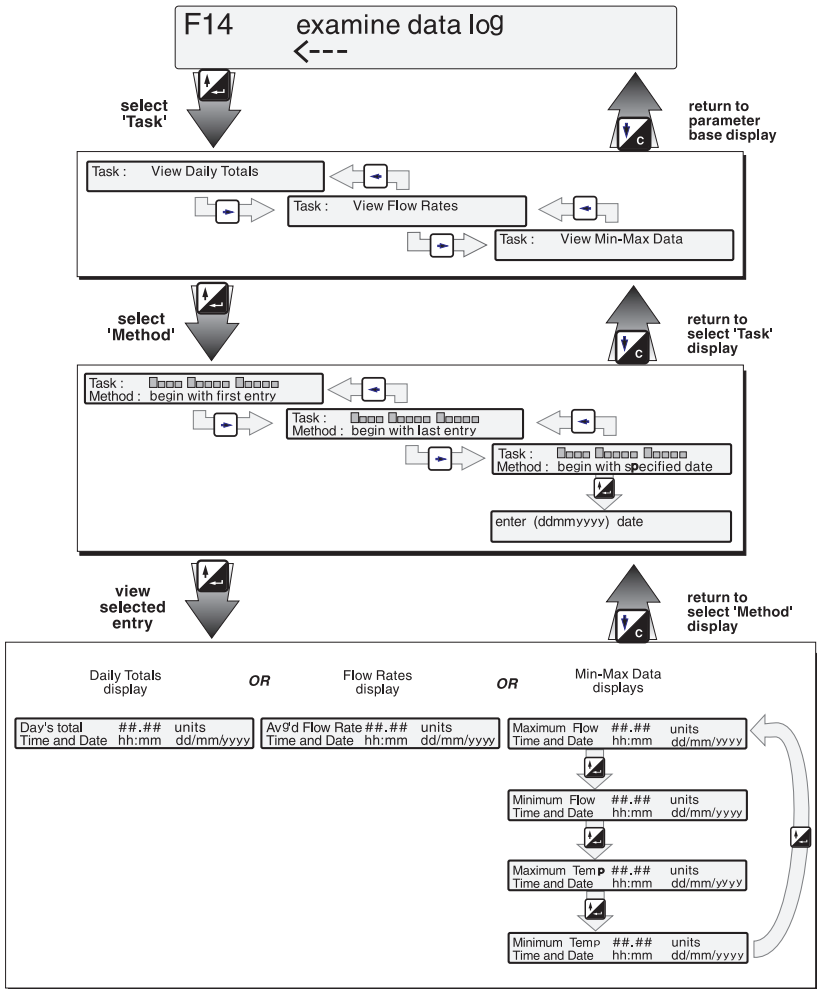 F14 examine data log
<---
select
'Task'
return to
parameter
base display
C
Task : View Daily Totals
Task : View Flow Rates
Task : View Min-Max Data
select
'Method'
return to
select 'Task'
display
C
Task :
Method : begin with first entry
Task :
Method : begin with last entry
Task :
Method : begin with specified date
enter (ddmmyyyy) date
view
selected
entry
return to
select 'Method'
display
C
Daily Totals
display
OR
Flow Rates
display
OR
Min-Max Data
displays
Day's total ##.## units
Time and Date hh:mm dd/mm/yyyy
Av9'd Flow Rate ##.## units
Time and Date hh:mm dd/mm/yyyy
Maximum Flow ##.## units
Time and Date hh:mm dd/mm/yyyy
Minimum Flow ##.## units
Time and Date hh:mm dd/mm/yyyy
Maximum Temp ##.## units
Time and Date hh:mm dd/mm/yyyy
Minimum Temp ##.## units
Time and Date hh:mm dd/mm/yyyy